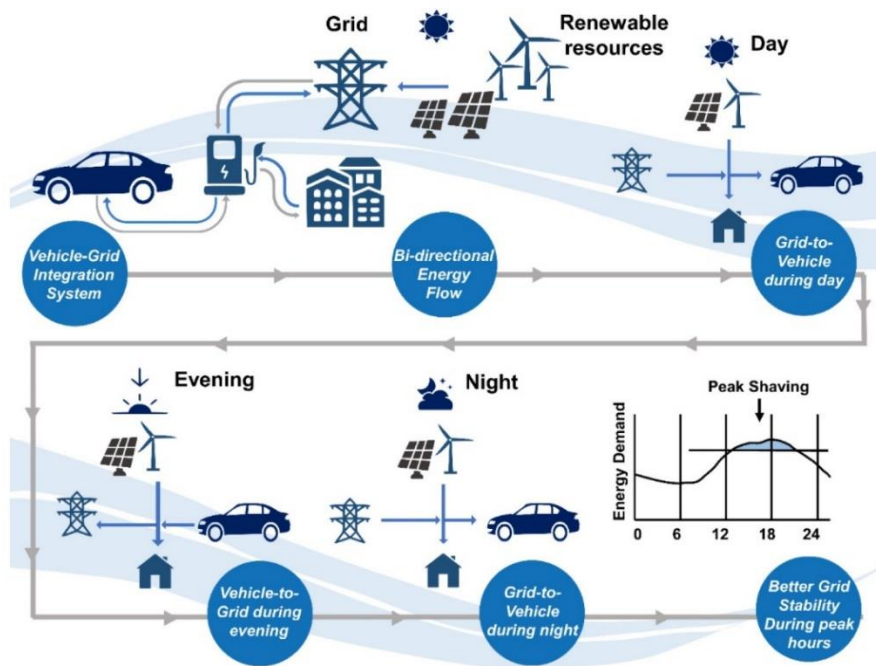 Grid
Renewable
resources
Day
Vehicle-Grid
Integration
System
Bi-directional
Energy
Flow
Grid-to-
Vehicle
during day
Evening
Night
Peak Shaving
Energy Demand
0 6 12 18 24
Vehicle-to-
Grid during
evening
Grid-to-
Vehicle
during night
Better Grid
Stability
During peak
hours